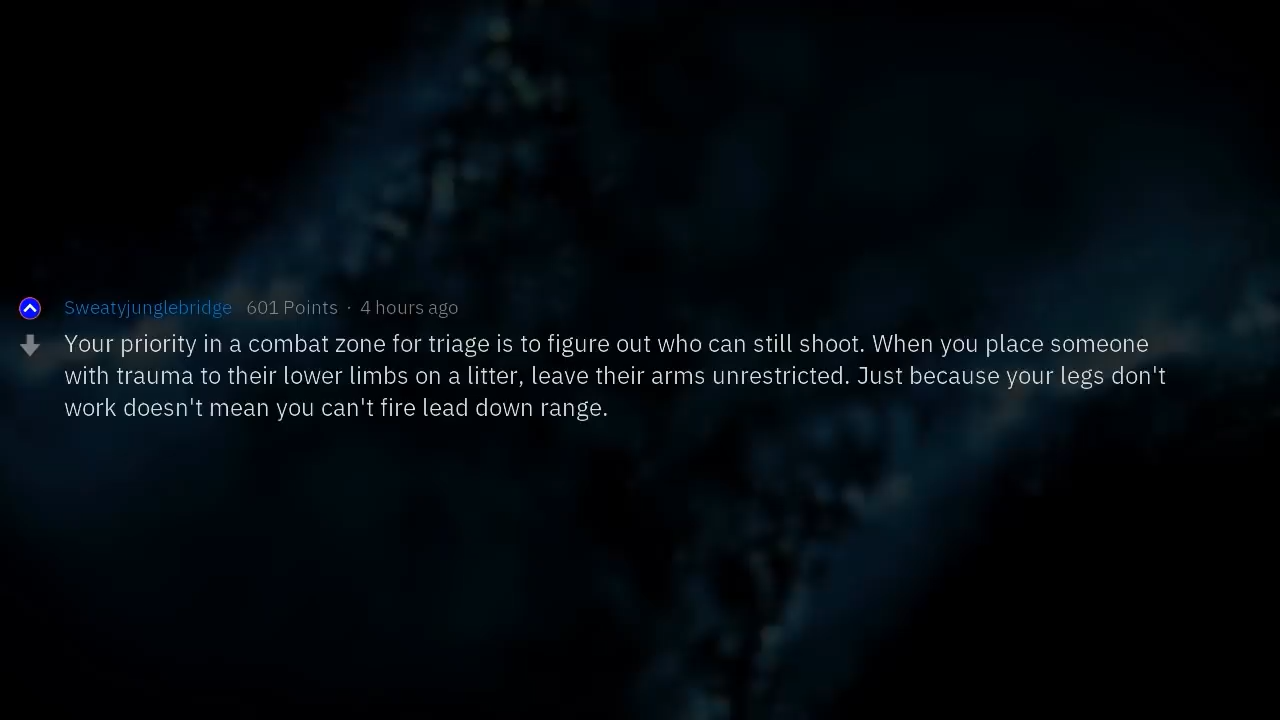 Sweatyjunglebridge 601 Points · 4 hours ago
Your priority in a combat zone for triage is to figure out who can still shoot. When you place someone
with trauma to their lower limbs on a litter, leave their arms unrestricted. Just because your legs don't
work doesn't mean you can't fire lead down range.